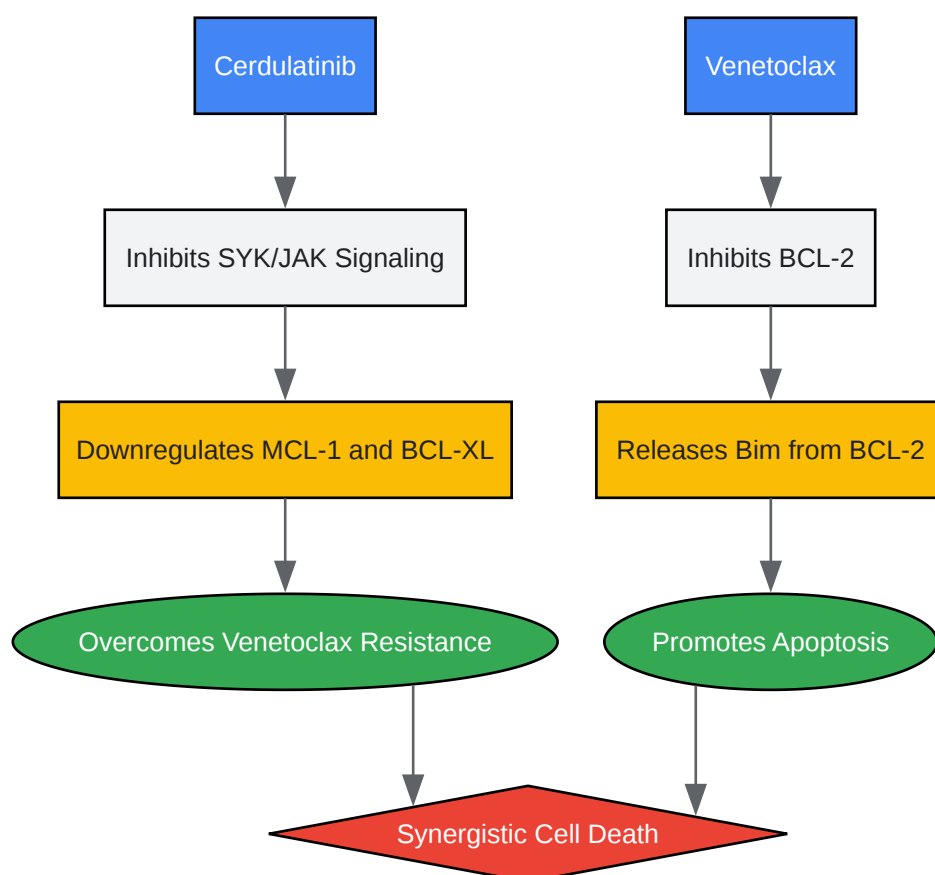 Cerdulatinib
Venetoclax
Inhibits SYK/JAK Signaling
Inhibits BCL-2
Downregulates MCL-1 and BCL-XL
Releases Bim from BCL-2
Overcomes Venetoclax Resistance
Promotes Apoptosis
Synergistic Cell Death